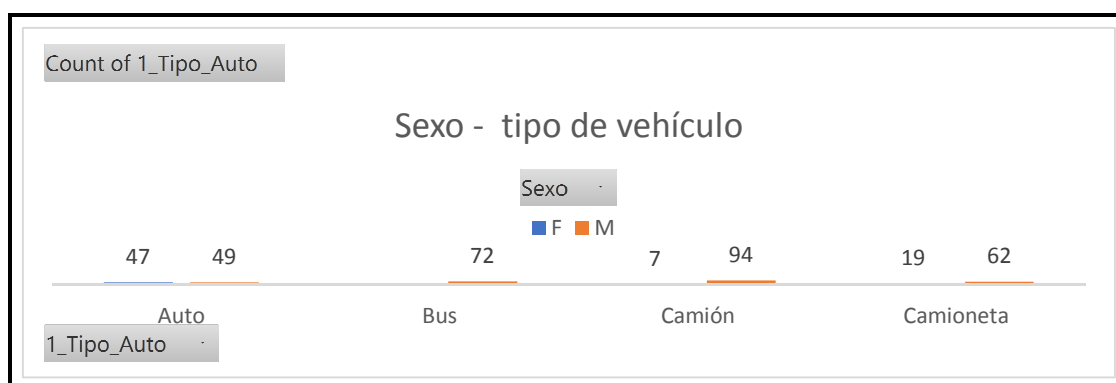 Count of 1_Tipo_Auto
Sexo - tipo de vehículo
Sexo
F M
47 49 72 7 94 19 62
Auto Bus Camión Camioneta
1_Tipo_Auto